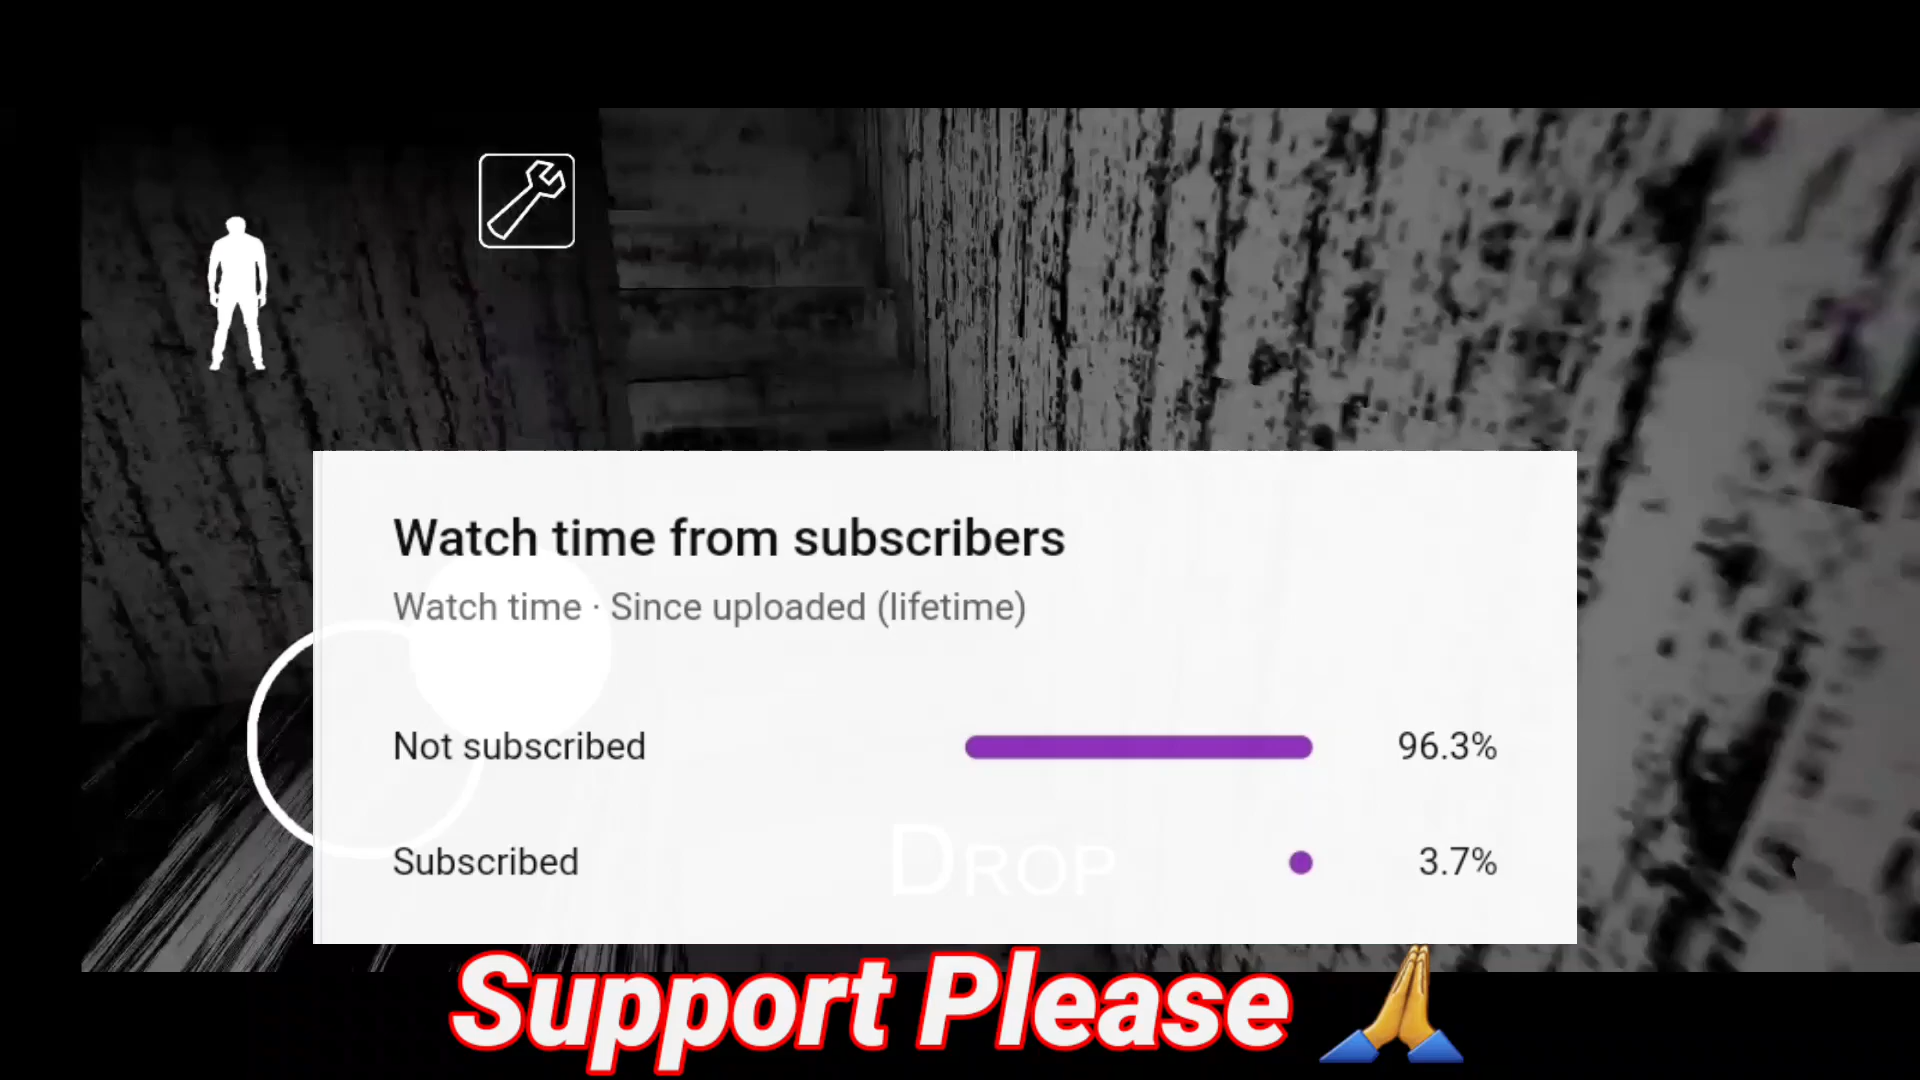 Watch time from subscribers
Watch time · Since uploaded (lifetime)
Not subscribed 96.3%
Subscribed 3.7%
DROP
Support Please 🙏